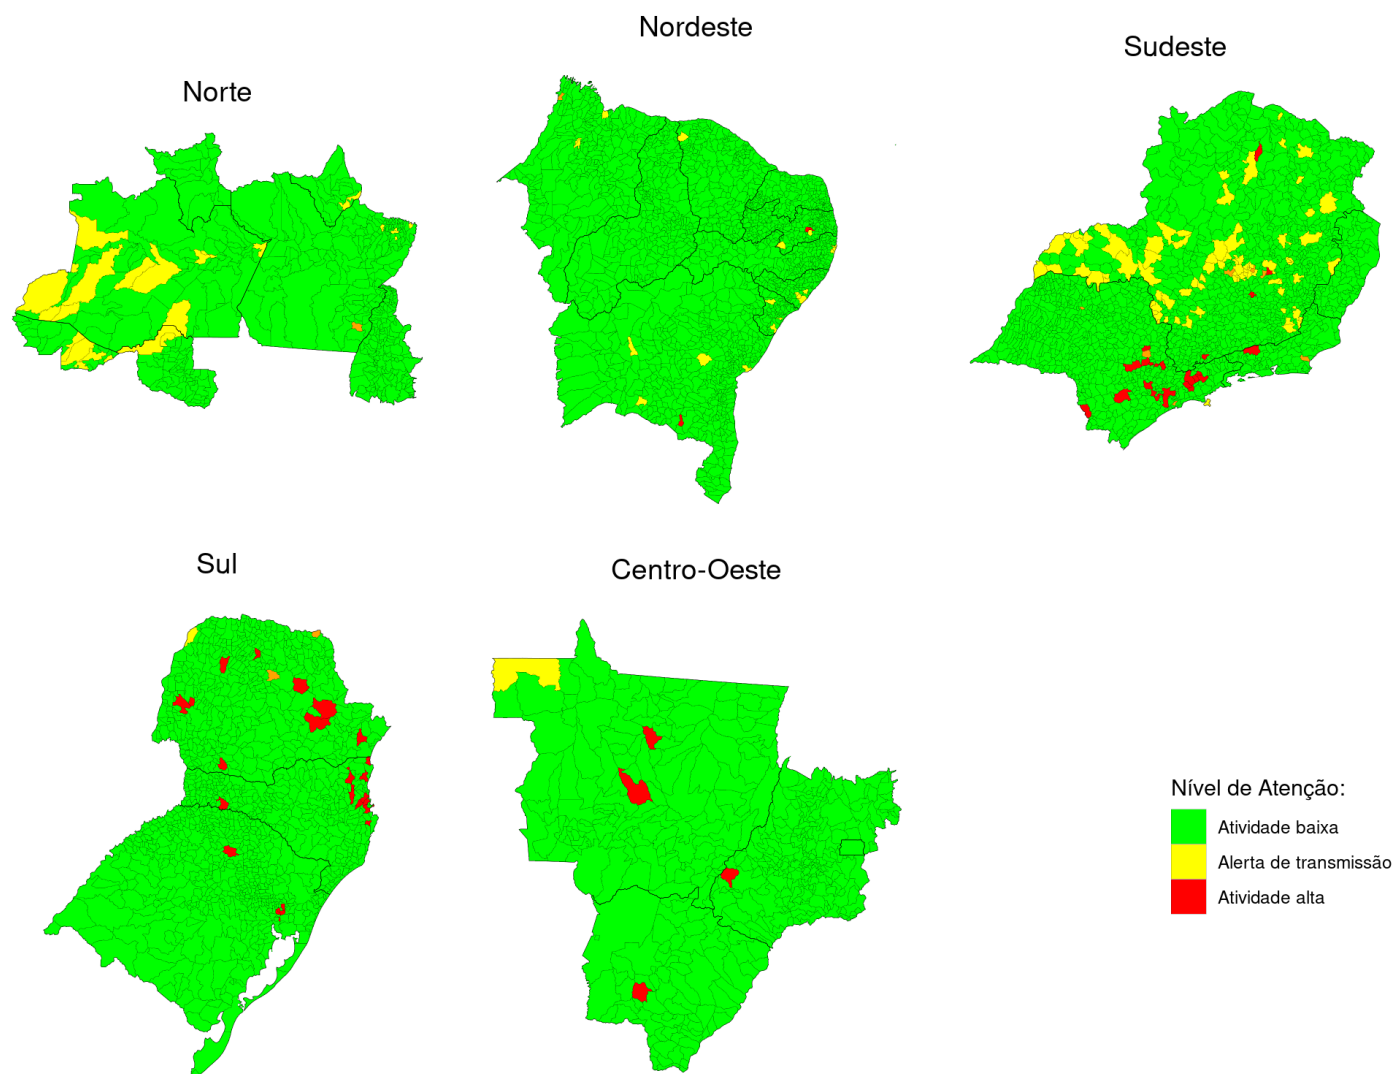 Nordeste
Sudeste
Norte
Sul
Centro-Oeste
Nível de Atenção:
Atividade baixa
Alerta de transmissão
Atividade alta